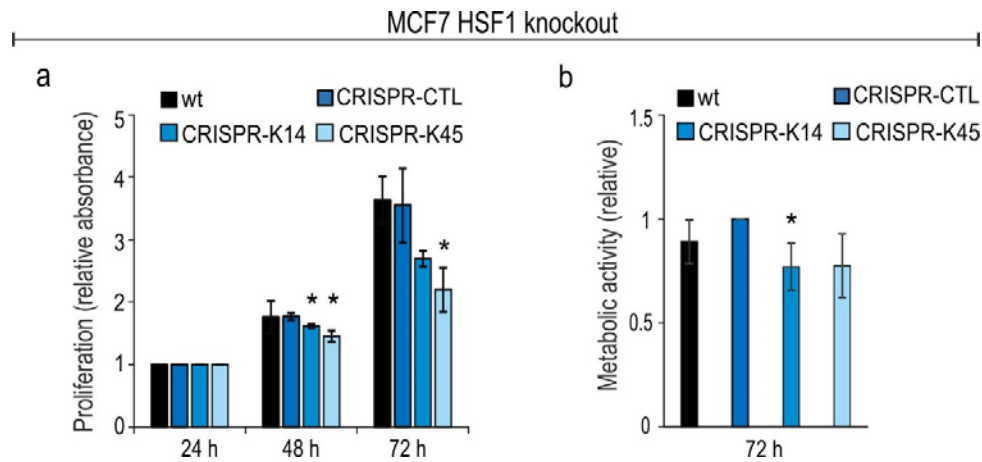 MCF7 HSF1 knockout
a
wt
CRISPR-CTL
CRISPR-K14
CRISPR-K45
Proliferation (relative absorbance)
5
4
3
2
1
0
* *
*
24 h
48 h
72 h
b
wt
CRISPR-CTL
CRISPR-K14
CRISPR-K45
Metabolic activity (relative)
1.5
1
0.5
0
*
72 h